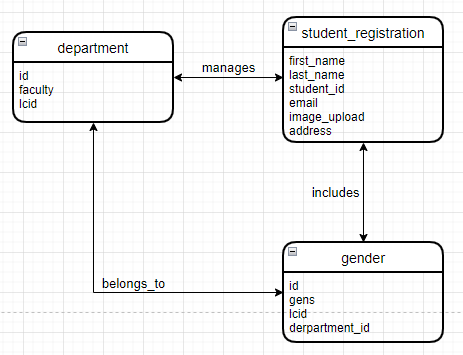 department
id
faculty
lcid
manages
student_registration
first_name
last_name
student_id
email
image_upload
address
includes
belongs_to
gender
id
gens
lcid
derpartment_id